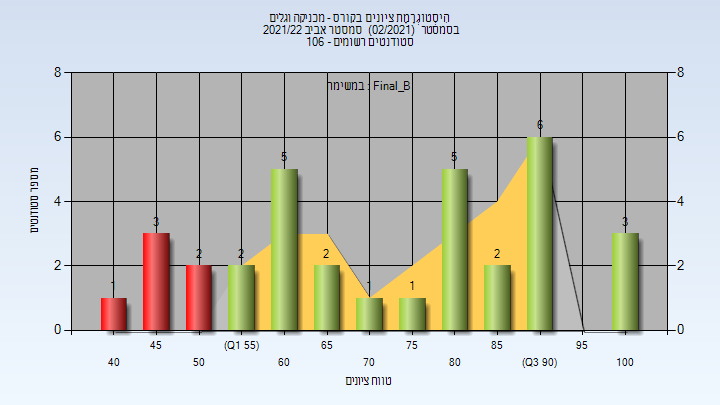 היסטוגרמת ציונים בקורס - מכניקה וגלים
בסמסטר (02/2021) סמסטר אביב 2021/22
סטודנטים רשומים - 106
במשימה : Final_B
8 8
6 6
4 4
2 2
0 0
1 3 2 2 5 2 1 1 5 2 6 3
מספר סטודנטים
40 45 50 (Q1 55) 60 65 70 75 80 85 (Q3 90) 95 100
טווח ציונים